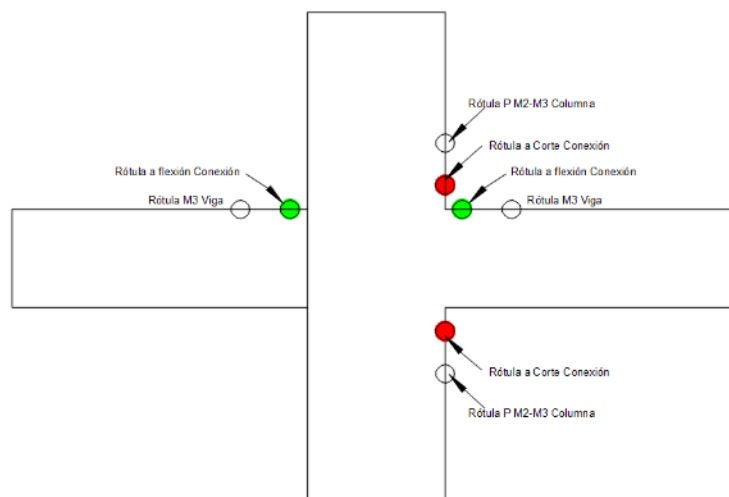 Rótula P M2-M3 Columna
Rótula a Corte Conexión
Rótula a flexión Conexión
Rótula a flexión Conexión
Rótula M3 Viga
Rótula M3 Viga
Rótula a Corte Conexión
Rótula P M2-M3 Columna